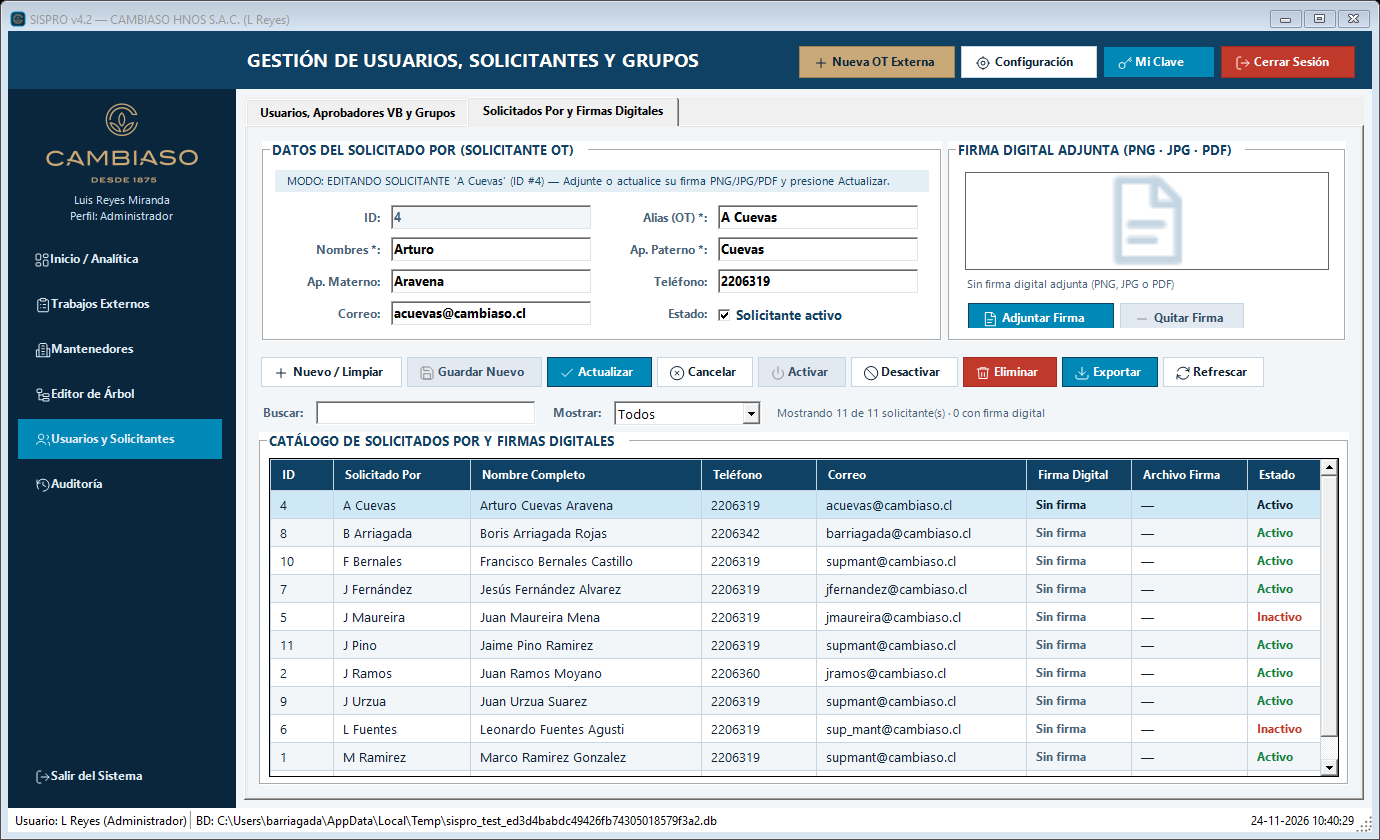 SISPRO v4.2 — CAMBIASO HNOS S.A.C. (L Reyes)
GESTIÓN DE USUARIOS, SOLICITANTES Y GRUPOS
+ Nueva OT Externa
Configuración
Mi Clave
Cerrar Sesión
CAMBIASO
DESDE 1875
Luis Reyes Miranda
Perfil: Administrador
Inicio / Analítica
Trabajos Externos
Mantenedores
Editor de Árbol
Usuarios y Solicitantes
Auditoría
Salir del Sistema
Usuarios, Aprobadores VB y Grupos
Solicitados Por y Firmas Digitales
DATOS DEL SOLICITADO POR (SOLICITANTE OT)
MODO: EDITANDO SOLICITANTE 'A Cuevas' (ID #4) — Adjunte o actualice su firma PNG/JPG/PDF y presione Actualizar.
ID: 4 Alias (OT) *: A Cuevas
Nombres *: Arturo Ap. Paterno *: Cuevas
Ap. Materno: Aravena Teléfono: 2206319
Correo: acuevas@cambiaso.cl Estado: Solicitante activo
FIRMA DIGITAL ADJUNTA (PNG · JPG · PDF)
Sin firma digital adjunta (PNG, JPG o PDF)
Adjuntar Firma
— Quitar Firma
+ Nuevo / Limpiar
Guardar Nuevo
Actualizar
Cancelar
Activar
Desactivar
Eliminar
Exportar
Refrescar
Buscar: Mostrar: Todos Mostrando 11 de 11 solicitante(s) · 0 con firma digital
CATÁLOGO DE SOLICITADOS POR Y FIRMAS DIGITALES
ID Solicitado Por Nombre Completo Teléfono Correo Firma Digital Archivo Firma Estado
4 A Cuevas Arturo Cuevas Aravena 2206319 acuevas@cambiaso.cl Sin firma — Activo
8 B Arriagada Boris Arriagada Rojas 2206342 barriagada@cambiaso.cl Sin firma — Activo
10 F Bernales Francisco Bernales Castillo 2206319 supmant@cambiaso.cl Sin firma — Activo
7 J Fernández Jesús Fernández Alvarez 2206319 jfernandez@cambiaso.cl Sin firma — Activo
5 J Maureira Juan Maureira Mena 2206319 jmaureira@cambiaso.cl Sin firma — Inactivo
11 J Pino Jaime Pino Ramirez 2206319 supmant@cambiaso.cl Sin firma — Activo
2 J Ramos Juan Ramos Moyano 2206360 jramos@cambiaso.cl Sin firma — Activo
9 J Urzua Juan Urzua Suarez 2206319 supmant@cambiaso.cl Sin firma — Activo
6 L Fuentes Leonardo Fuentes Agusti 2206319 sup_mant@cambiaso.cl Sin firma — Inactivo
1 M Ramirez Marco Ramirez Gonzalez 2206319 supmant@cambiaso.cl Sin firma — Activo
Usuario: L Reyes (Administrador) BD: C:\Users\barriagada\AppData\Local\Temp\sispro_test_ed3d4babdc49426fb74305018579f3a2.db 24-11-2026 10:40:29